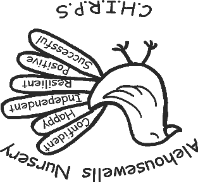 Alehousewells Nursery
Confident
Happy
Independent
Resilient
Positive
Successful
C.H.I.R.P.S